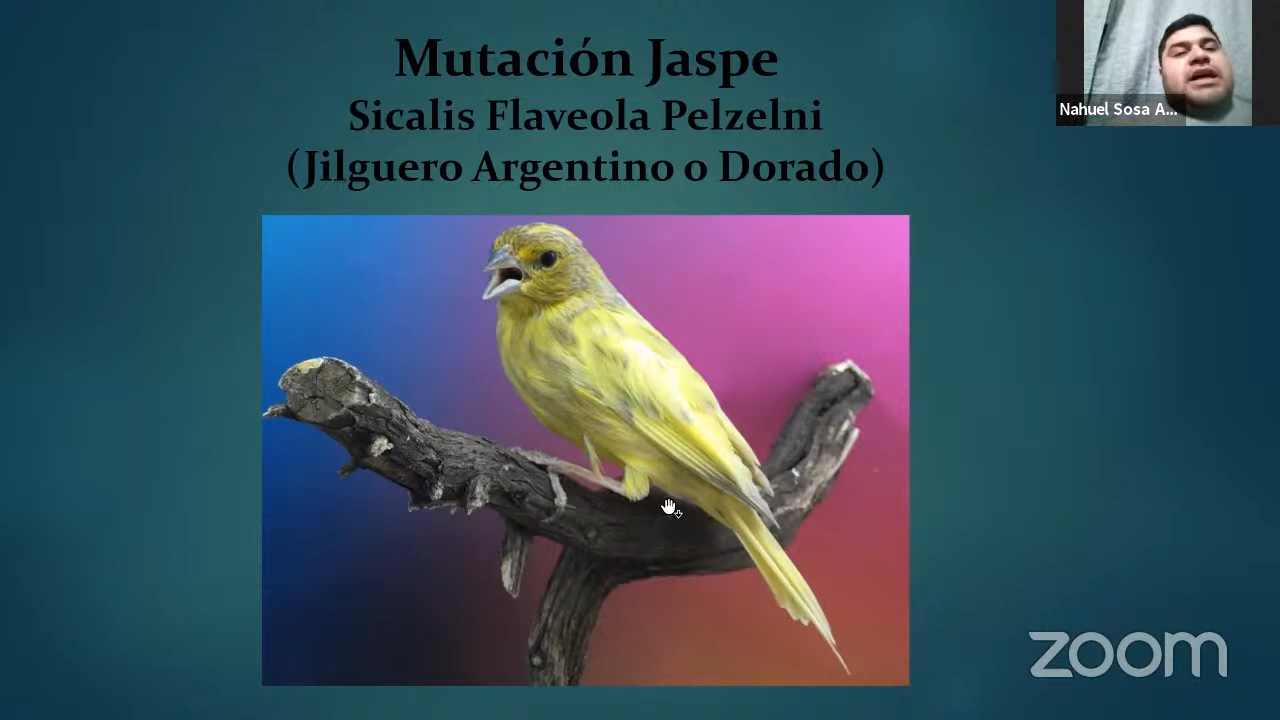 Mutación Jaspe
Sicalis Flaveola Pelzelni
(Jilguero Argentino o Dorado)
Nahuel Sosa A...
zoom